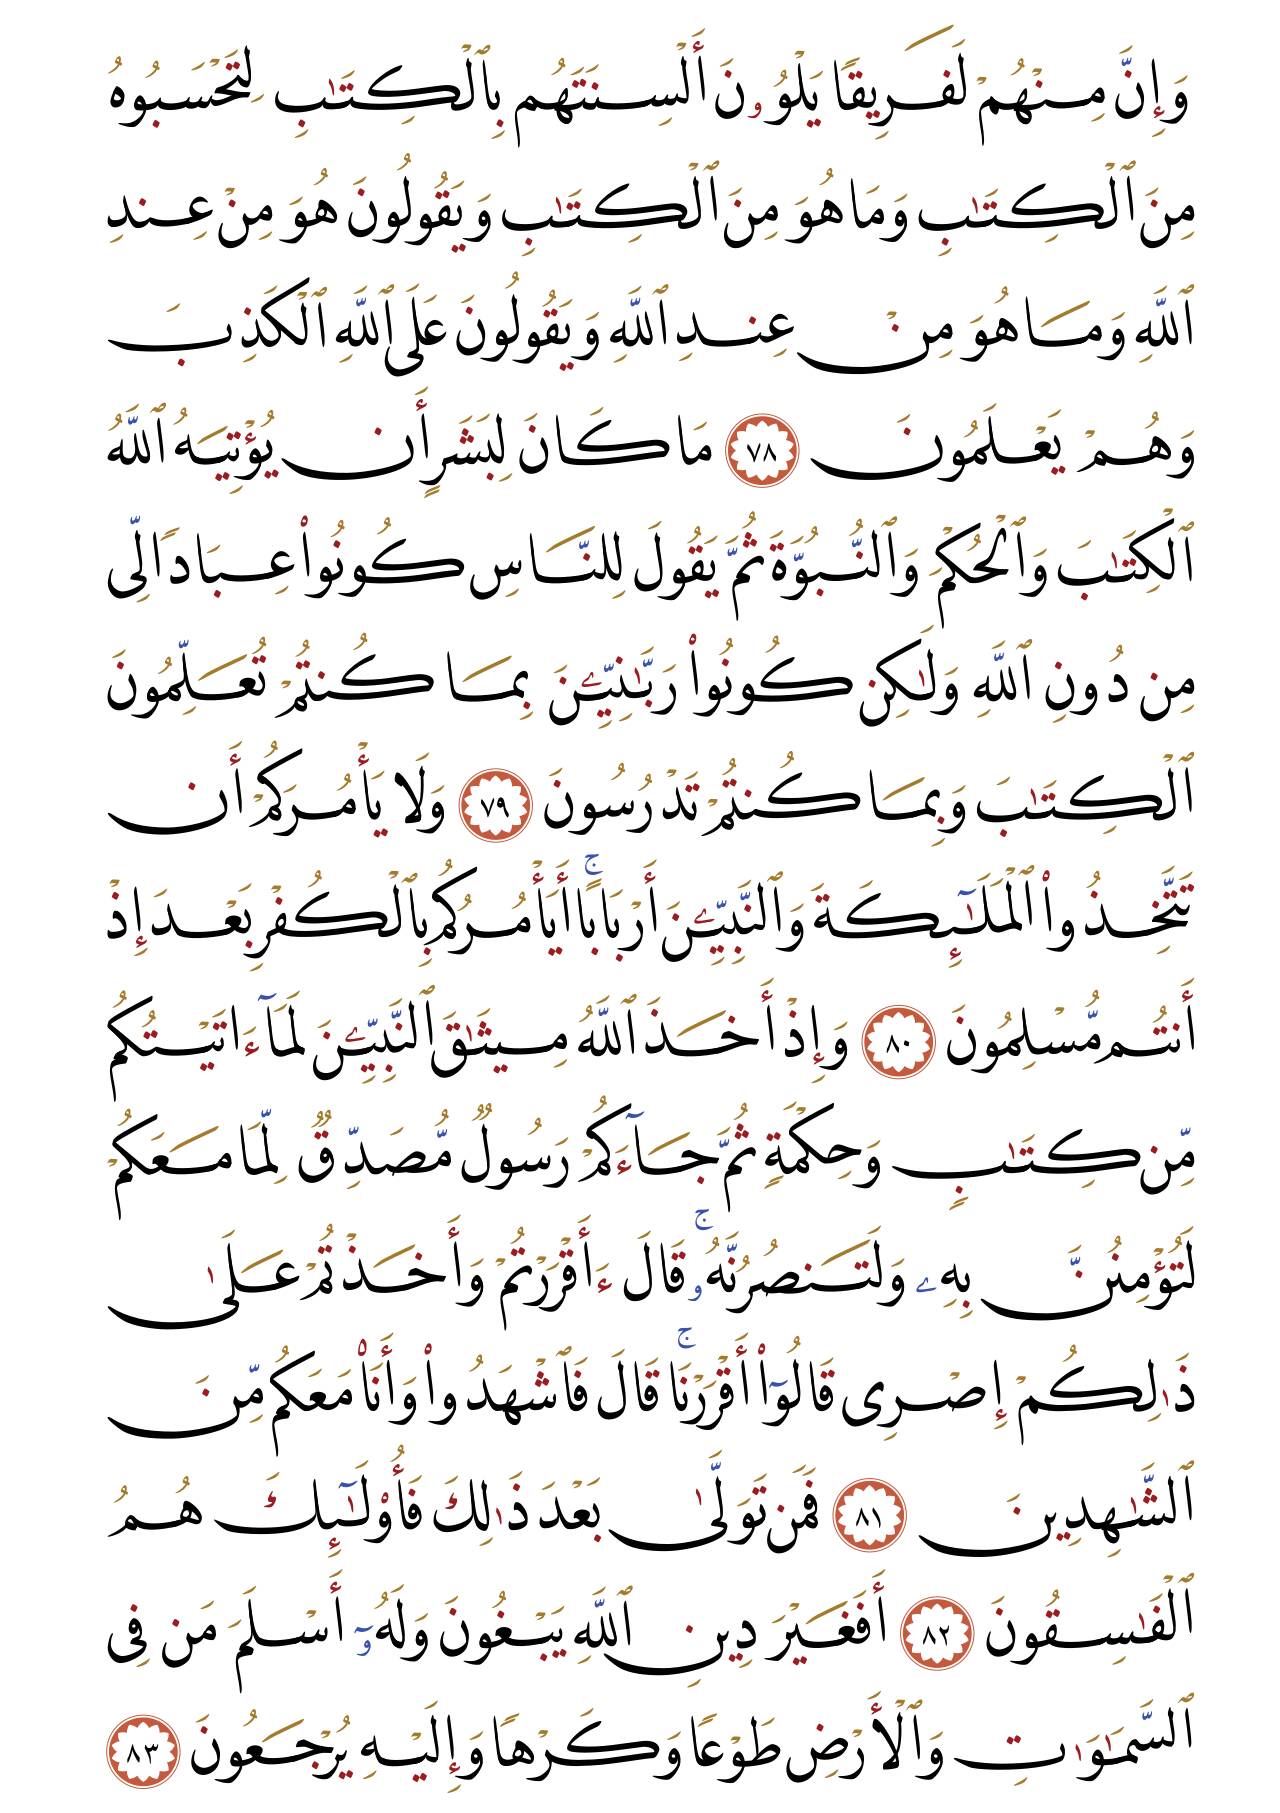 وَإِنَّ مِنْهُمْ لَفَرِيقًا يَلْوُۥنَ أَلْسِنَتَهُم بِٱلْكِتَٰبِ لِتَحْسَبُوهُ
مِنَ ٱلْكِتَٰبِ وَمَا هُوَ مِنَ ٱلْكِتَٰبِ وَيَقُولُونَ هُوَ مِنْ عِندِ
ٱللَّهِ وَمَا هُوَ مِنْ عِندِ ٱللَّهِ وَيَقُولُونَ عَلَى ٱللَّهِ ٱلْكَذِبَ
وَهُمْ يَعْلَمُونَ ٧٨ مَا كَانَ لِبَشَرٍ أَن يُؤْتِيَهُ ٱللَّهُ
ٱلْكِتَٰبَ وَٱلْحُكْمَ وَٱلنُّبُوَّةَ ثُمَّ يَقُولَ لِلنَّاسِ كُونُوا۟ عِبَادًا لِّى
مِن دُونِ ٱللَّهِ وَلَٰكِن كُونُوا۟ رَبَّٰنِيِّۦنَ بِمَا كُنتُمْ تُعَلِّمُونَ
ٱلْكِتَٰبَ وَبِمَا كُنتُمْ تَدْرُسُونَ ٧٩ وَلَا يَأْمُرَكُمْ أَن
تَتَّخِذُوا۟ ٱلْمَلَٰٓئِكَةَ وَٱلنَّبِيِّۦنَ أَرْبَابًا ۚ أَيَأْمُرُكُم بِٱلْكُفْرِ بَعْدَ إِذْ
أَنتُم مُّسْلِمُونَ ٨٠ وَإِذْ أَخَذَ ٱللَّهُ مِيثَٰقَ ٱلنَّبِيِّۦنَ لَمَآ ءَاتَيْتُكُم
مِّن كِتَٰبٍ وَحِكْمَةٍ ثُمَّ جَآءَكُمْ رَسُولٌ مُّصَدِّقٌ لِّمَا مَعَكُمْ
لَتُؤْمِنُنَّ بِهِۦ وَلَتَنصُرُنَّهُۥ ۚ قَالَ ءَأَقْرَرْتُمْ وَأَخَذْتُمْ عَلَىٰ
ذَٰلِكُمْ إِصْرِى قَالُوٓا۟ أَقْرَرْنَا ۚ قَالَ فَٱشْهَدُوا۟ وَأَنَا۠ مَعَكُم مِّنَ
ٱلشَّٰهِدِينَ ٨١ فَمَن تَوَلَّىٰ بَعْدَ ذَٰلِكَ فَأُو۟لَٰٓئِكَ هُمُ
ٱلْفَٰسِقُونَ ٨٢ أَفَغَيْرَ دِينِ ٱللَّهِ يَبْغُونَ وَلَهُۥٓ أَسْلَمَ مَن فِى
ٱلسَّمَٰوَٰتِ وَٱلْأَرْضِ طَوْعًا وَكَرْهًا وَإِلَيْهِ يُرْجَعُونَ ٨٣